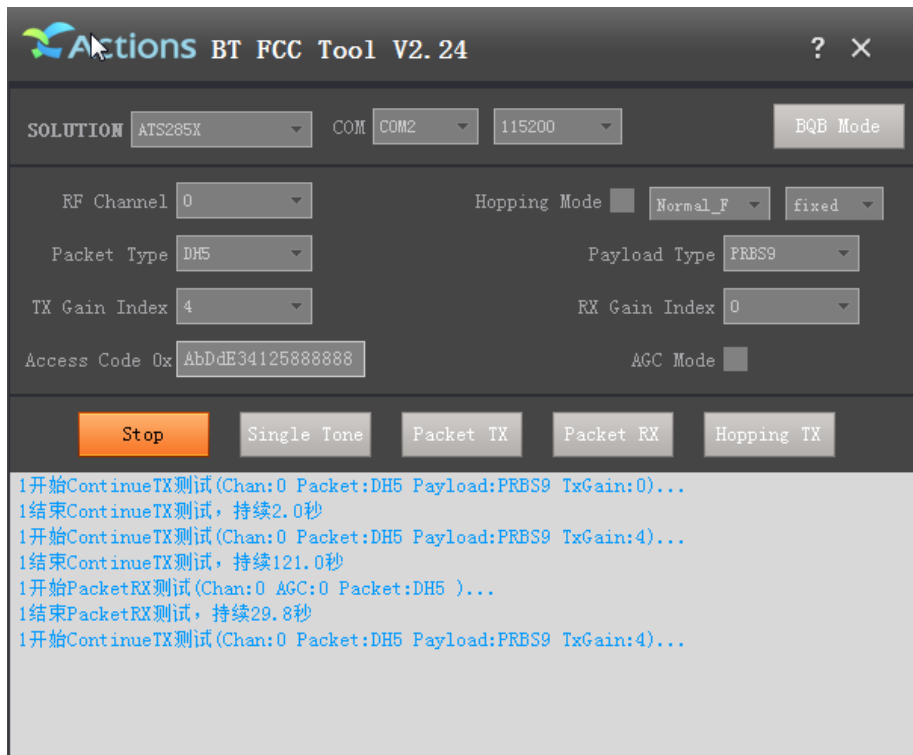 Actions BT FCC Tool V2.24 ? ×
SOLUTION ATS285X COM COM2 115200 BQB Mode
RF Channel 0 Hopping Mode Normal_F fixed
Packet Type DH5 Payload Type PRBS9
TX Gain Index 4 RX Gain Index 0
Access Code 0x AbDdE34125888888 AGC Mode
Stop Single Tone Packet TX Packet RX Hopping TX
1开始ContinueTX测试(Chan:0 Packet:DH5 Payload:PRBS9 TxGain:0)...
1结束ContinueTX测试，持续2.0秒
1开始ContinueTX测试(Chan:0 Packet:DH5 Payload:PRBS9 TxGain:4)...
1结束ContinueTX测试，持续121.0秒
1开始PacketRX测试(Chan:0 AGC:0 Packet:DH5 )...
1结束PacketRX测试，持续29.8秒
1开始ContinueTX测试(Chan:0 Packet:DH5 Payload:PRBS9 TxGain:4)...